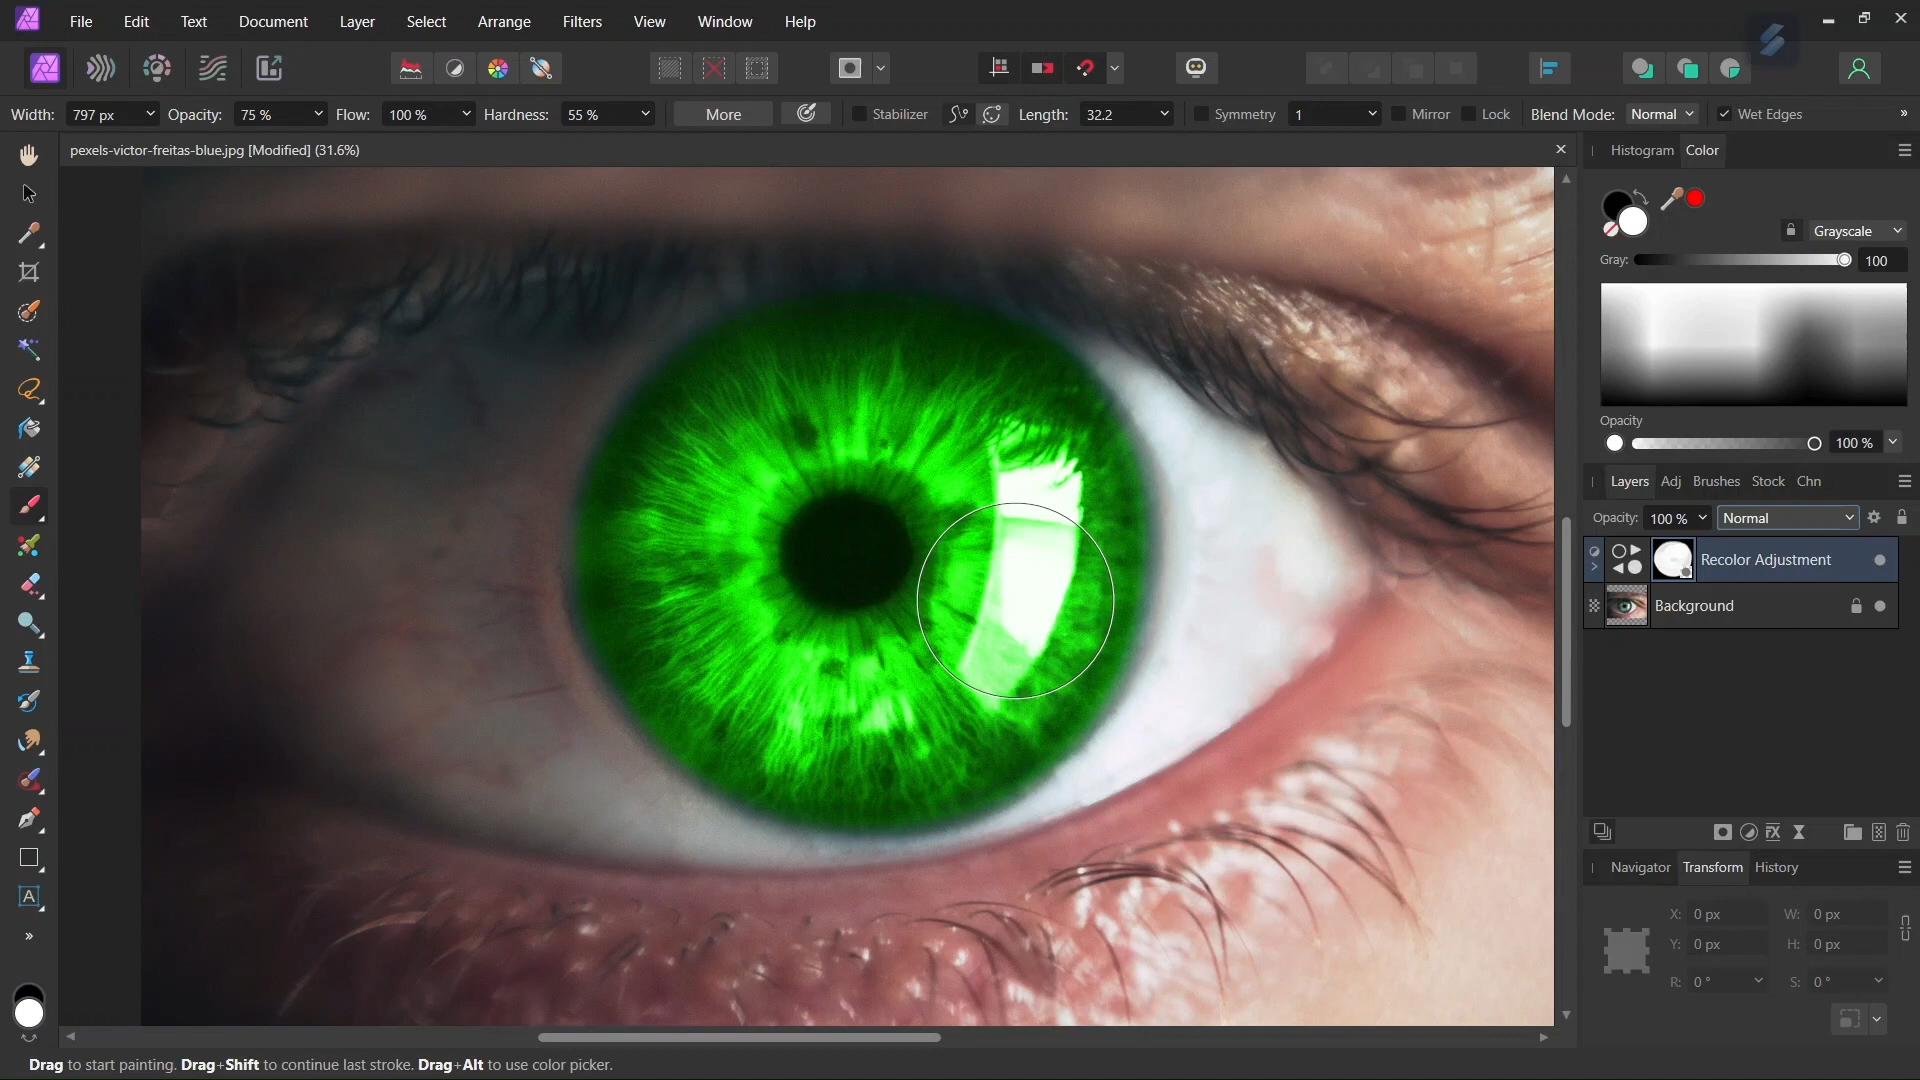 File Edit Text Document Layer Select Arrange Filters View Window Help
Width: 797 px Opacity: 75 % Flow: 100 % Hardness: 55 % More Stabilizer Length: 32.2 Symmetry 1 Mirror Lock Blend Mode: Normal Wet Edges »
pexels-victor-freitas-blue.jpg [Modified] (31.6%)
Histogram Color
Grayscale
Gray: 100
Opacity
100 %
Layers Adj Brushes Stock Chn
Opacity: 100 % Normal
Recolor Adjustment
Background
FX
Navigator Transform History
X: 0 px W: 0 px
Y: 0 px H: 0 px
R: 0 ° S: 0 °
A
»
Drag to start painting. Drag+Shift to continue last stroke. Drag+Alt to use color picker.